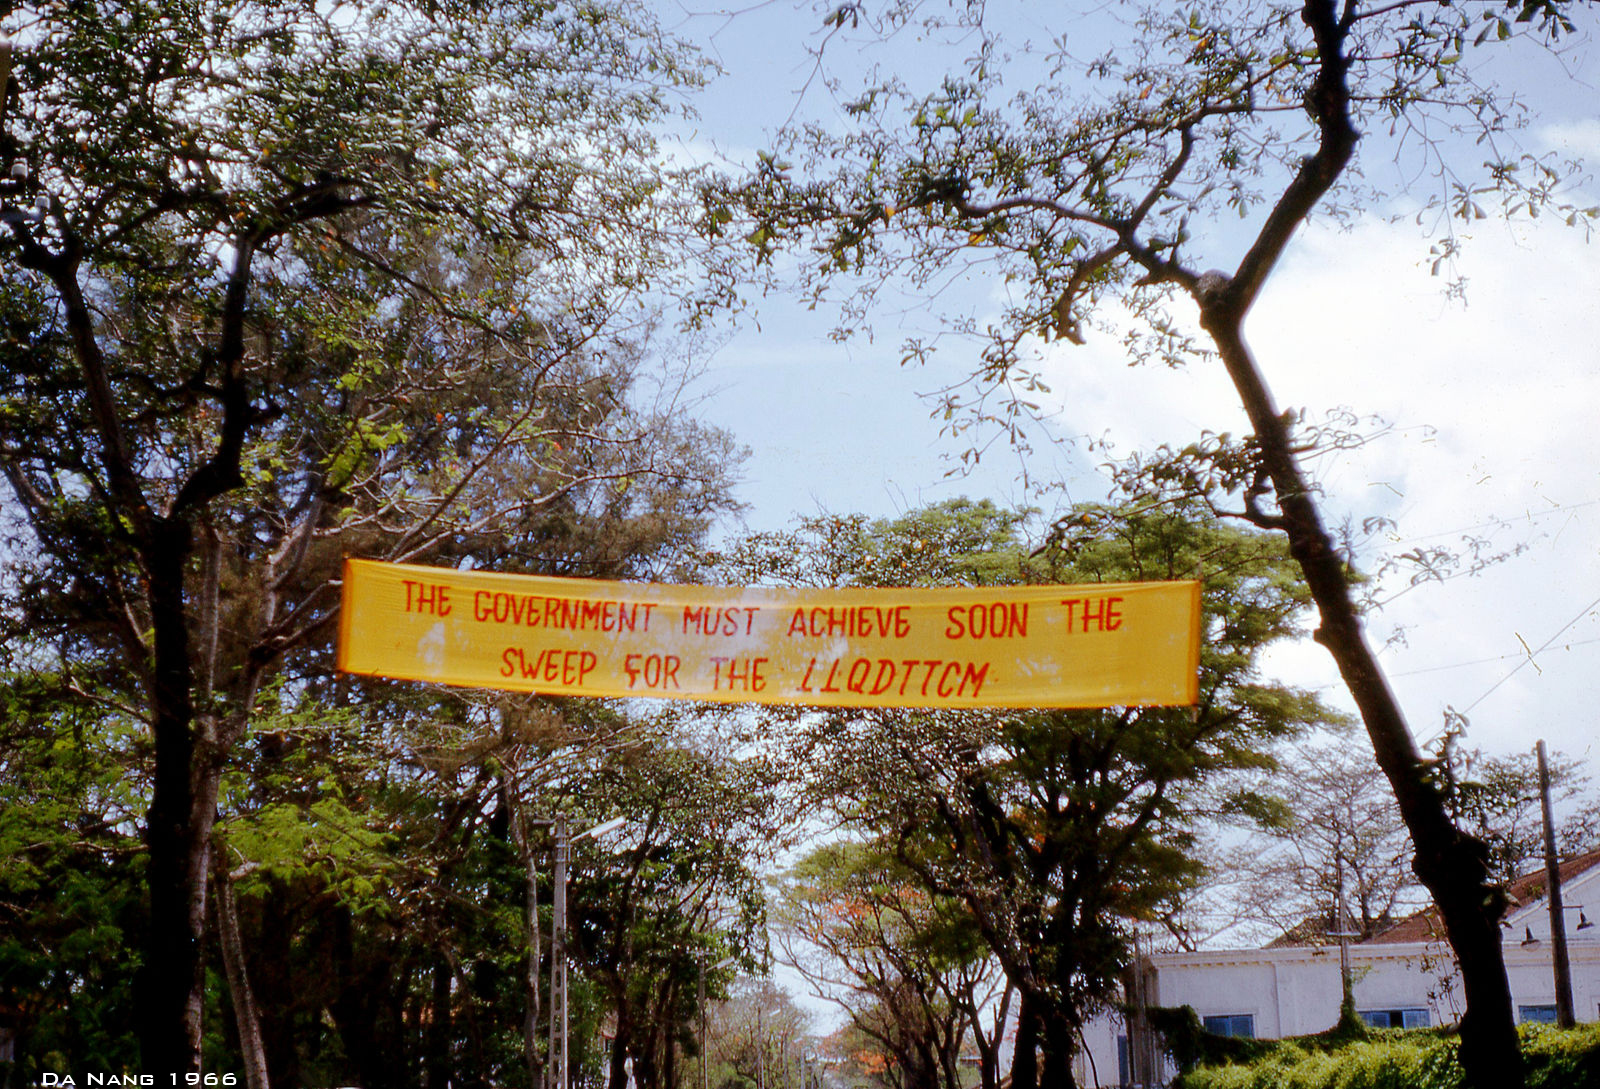 THE GOVERNMENT MUST ACHIEVE SOON THE
SWEEP FOR THE LLQDTTCM
DA NANG 1966